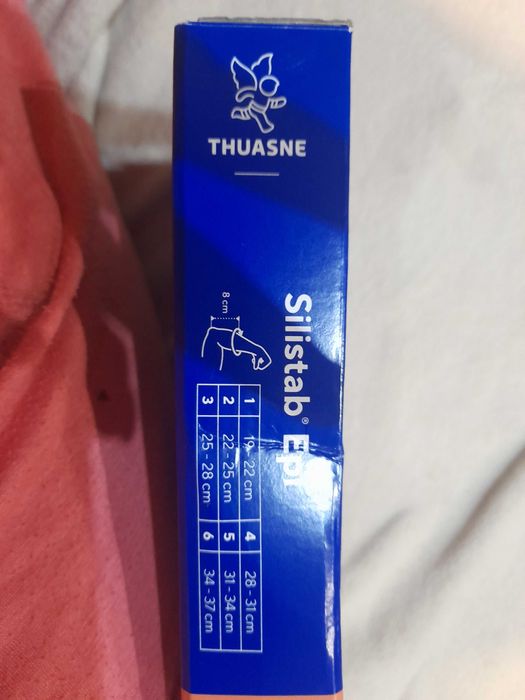 THUASNE
Silistab® Epi
8 cm
1 19 - 22 cm 4 28 - 31 cm
2 22 - 25 cm 5 31 - 34 cm
3 25 - 28 cm 6 34 - 37 cm